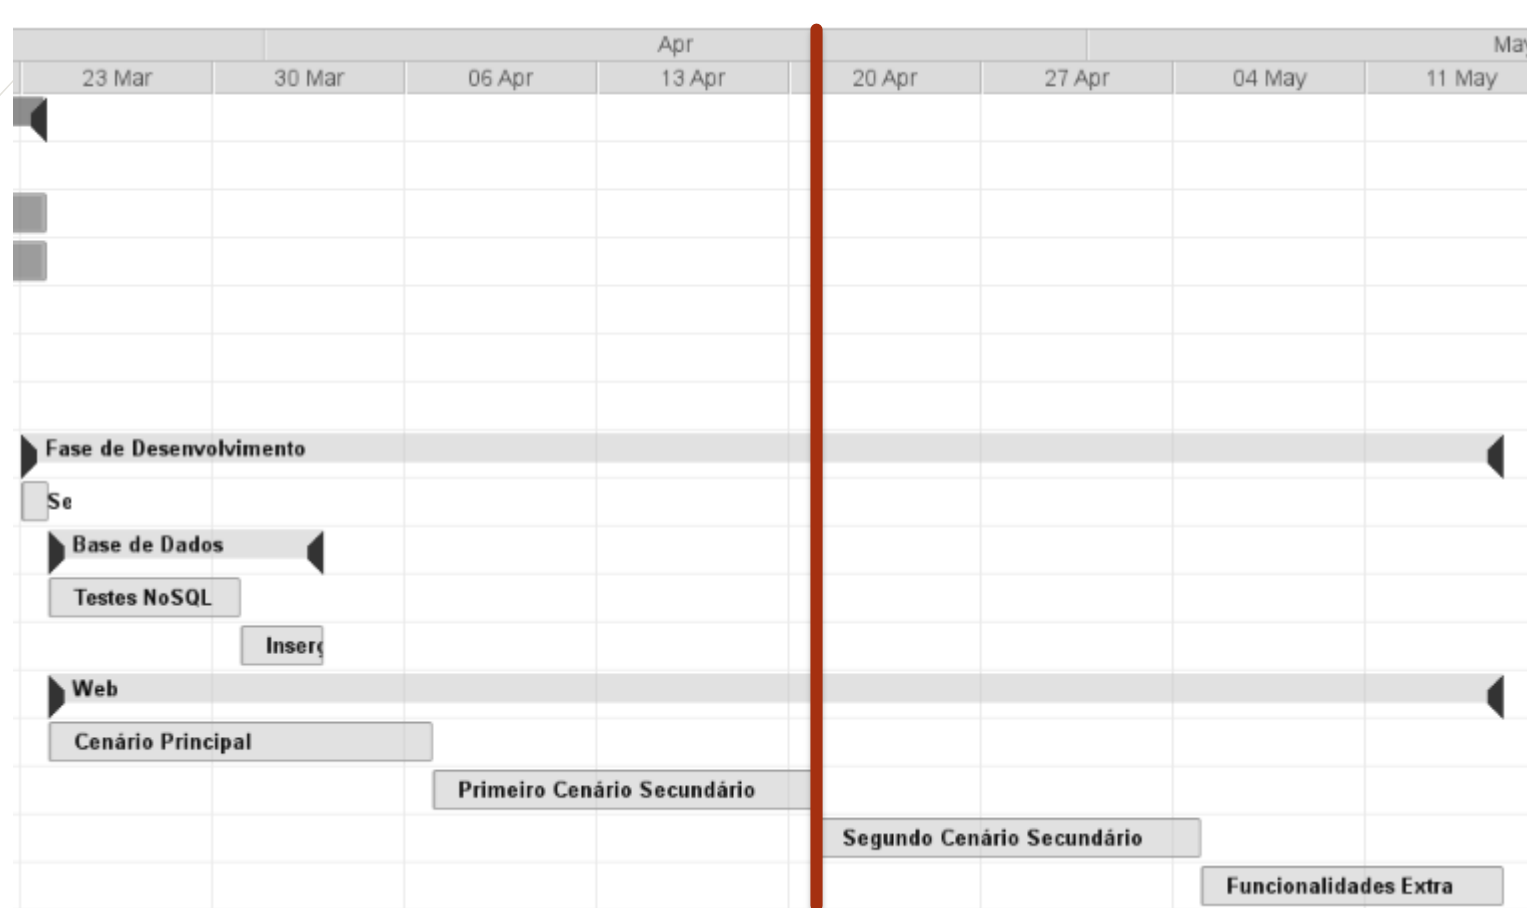 Apr
May
23 Mar 30 Mar 06 Apr 13 Apr 20 Apr 27 Apr 04 May 11 May
Fase de Desenvolvimento
Se
Base de Dados
Testes NoSQL
Inserç
Web
Cenário Principal
Primeiro Cenário Secundário
Segundo Cenário Secundário
Funcionalidades Extra